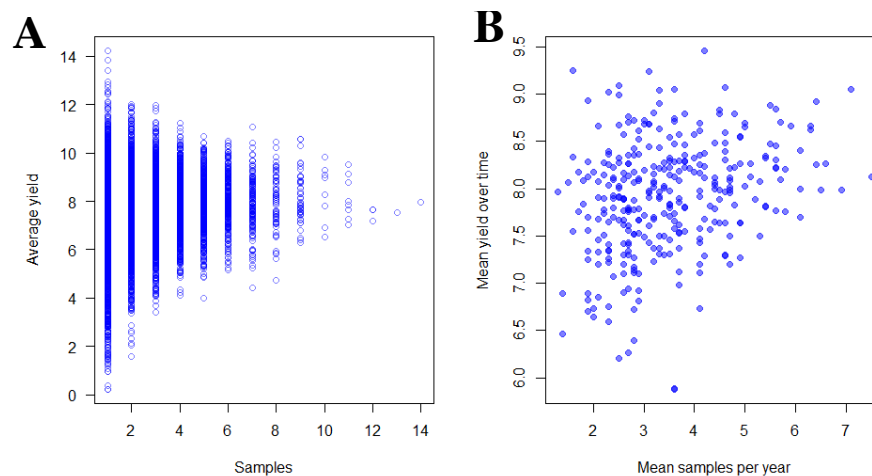 A
B
14
12
10
8
6
4
2
0
Average yield
2 4 6 8 10 12 14
Samples
9.5
9.0
8.5
8.0
7.5
7.0
6.5
6.0
Mean yield over time
2 3 4 5 6 7
Mean samples per year